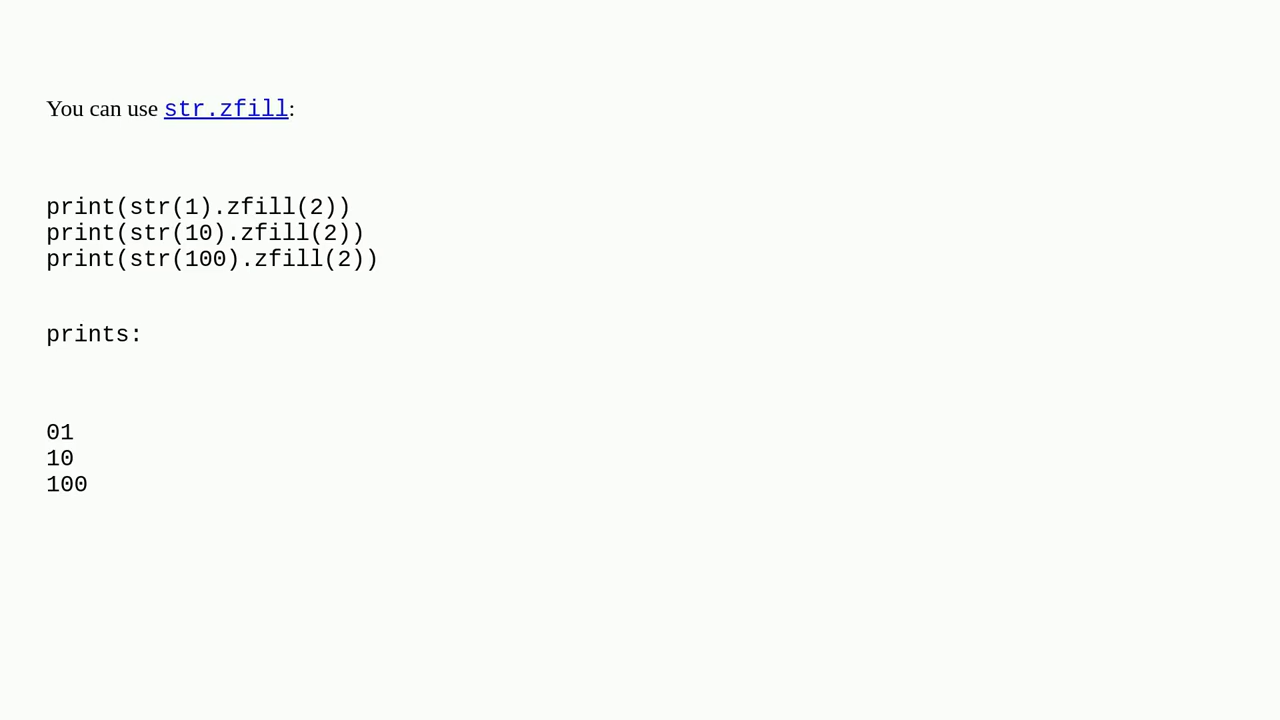 You can use str.zfill:
print(str(1).zfill(2))
print(str(10).zfill(2))
print(str(100).zfill(2))
prints:
01
10
100